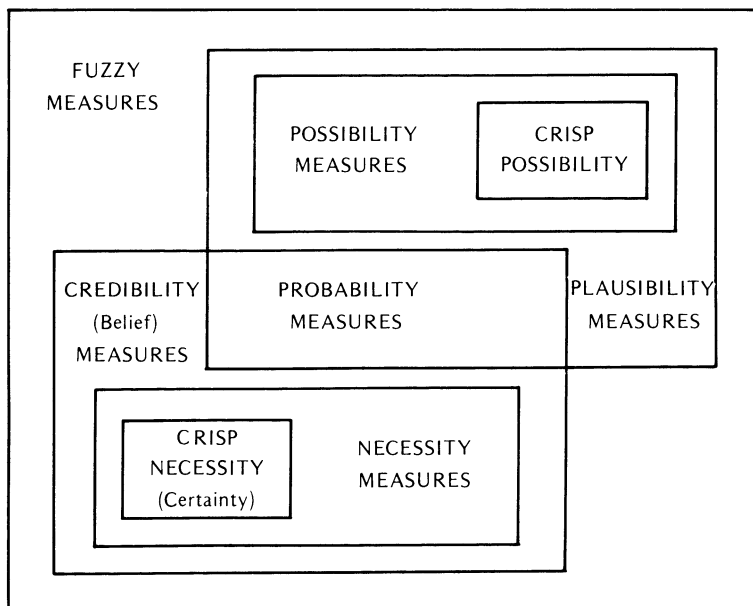 FUZZY
MEASURES
POSSIBILITY
MEASURES
CRISP
POSSIBILITY
CREDIBILITY
(Belief)
MEASURES
PROBABILITY
MEASURES
PLAUSIBILITY
MEASURES
CRISP
NECESSITY
(Certainty)
NECESSITY
MEASURES